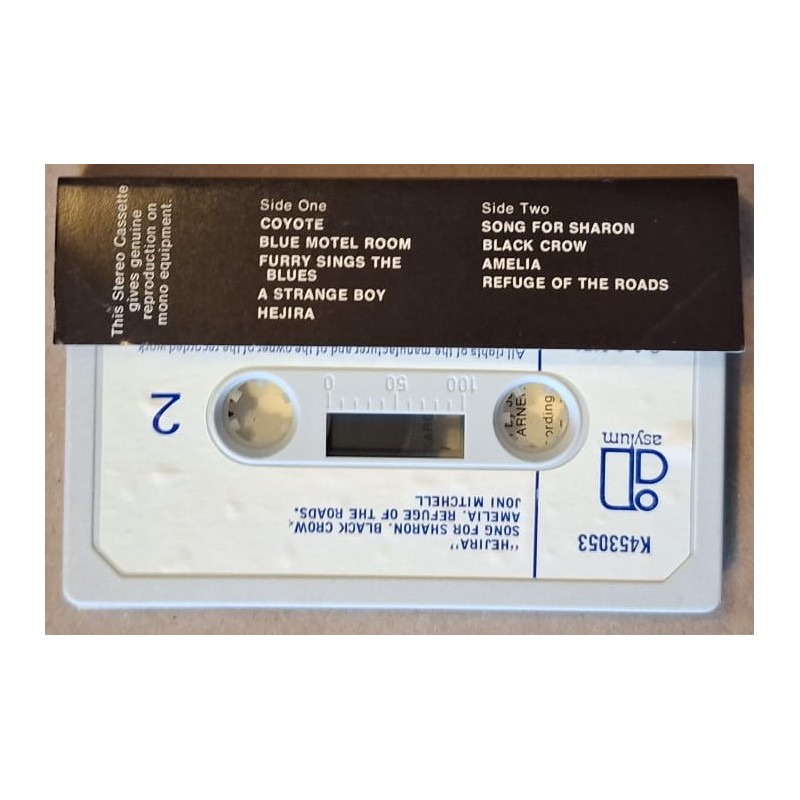 This Stereo Cassette
gives genuine
reproduction on
mono equipment.
Side One
COYOTE
BLUE MOTEL ROOM
FURRY SINGS THE
BLUES
A STRANGE BOY
HEJIRA
Side Two
SONG FOR SHARON
BLACK CROW
AMELIA
REFUGE OF THE ROADS
K453053
asylum
"HEJIRA"
SONG FOR SHARON. BLACK CROW.
AMELIA. REFUGE OF THE ROADS.
JONI MITCHELL
2
100 50 0
All rights of the manufacturer and of the owner of the recorded work
ARNE
ording